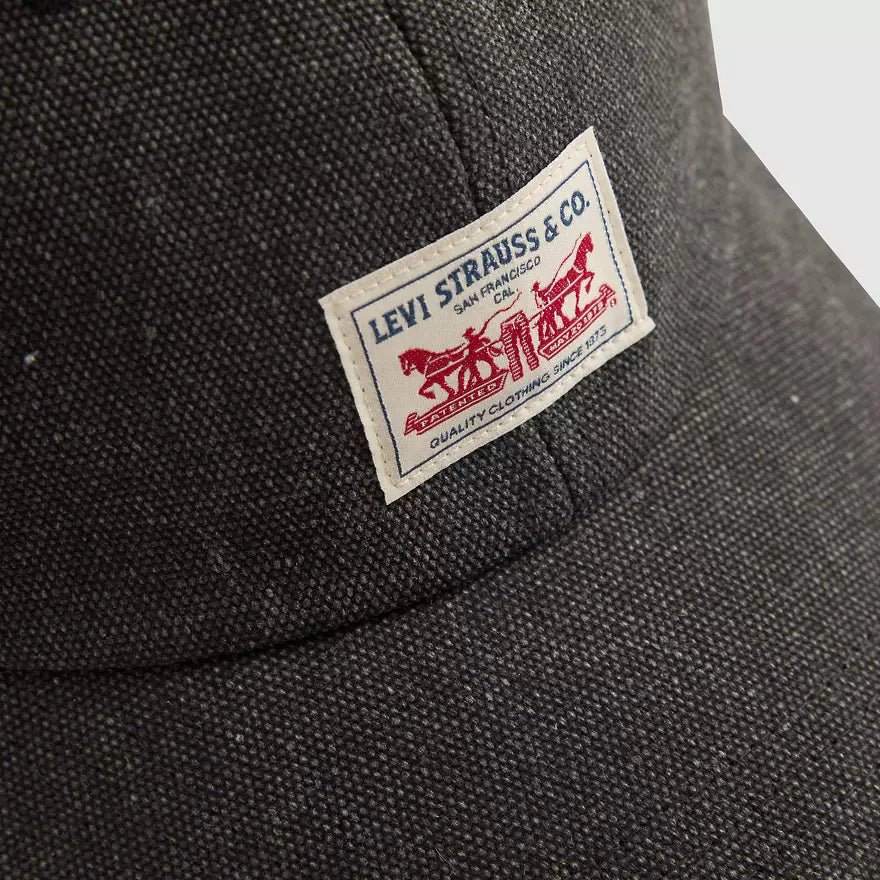 LEVI STRAUSS & CO.
SAN FRANCISCO
CAL.
PATENTED
MAY 20 1873
QUALITY CLOTHING SINCE 1873